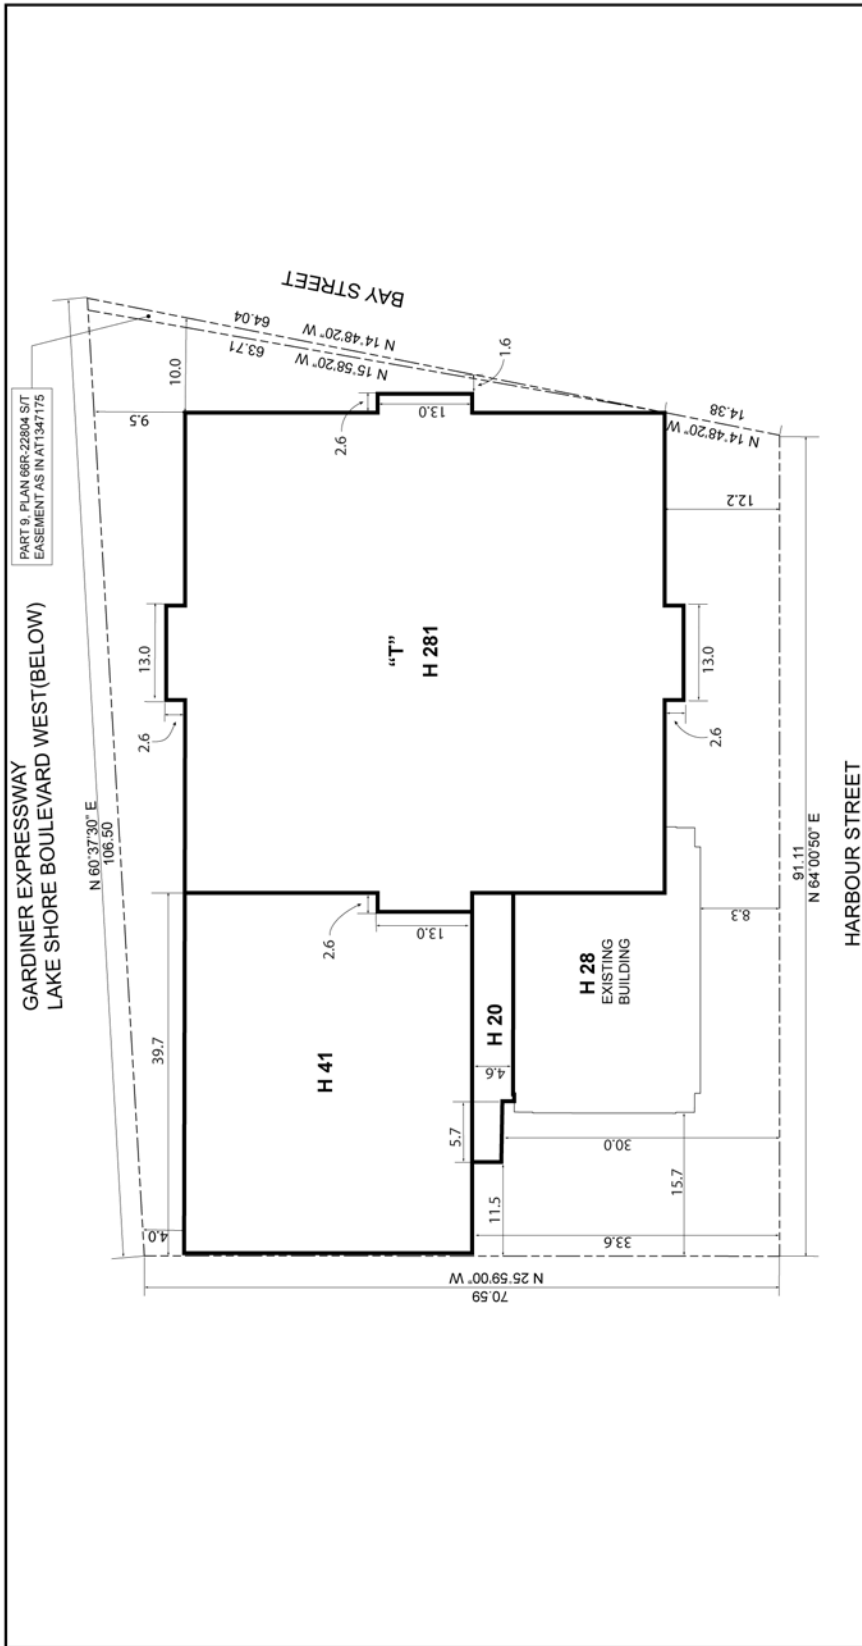 GARDINER EXPRESSWAY
LAKE SHORE BOULEVARD WEST(BELOW)
PART 9, PLAN 66R-22804 S/T
EASEMENT AS IN AT1347175
N 60°37'30" E
106.50
BAY STREET
64.04
N 14°48'20" W
63.71
N 15°58'20" W
10.0
9.5
1.6
2.6
13.0
14.38
N 14°48'20" W
12.2
13.0
2.6
"T"
H 281
13.0
2.6
2.6
13.0
39.7
H 41
4.0
H 20
4.6
5.7
H 28
EXISTING
BUILDING
8.3
30.0
15.7
11.5
33.6
N 25°59'00" W
70.59
91.11
N 64°00'50" E
HARBOUR STREET